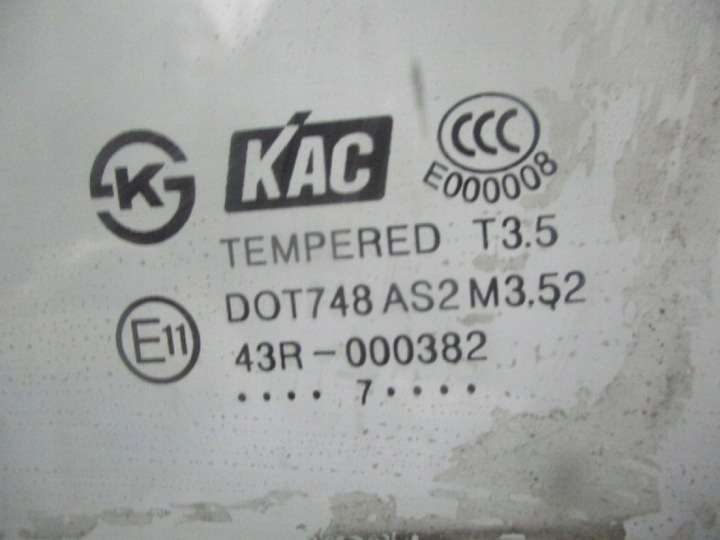 K
KAC
CCC
E000008
TEMPERED T3.5
DOT748 AS2 M3.52
E11
43R-000382
•••• 7 ••••